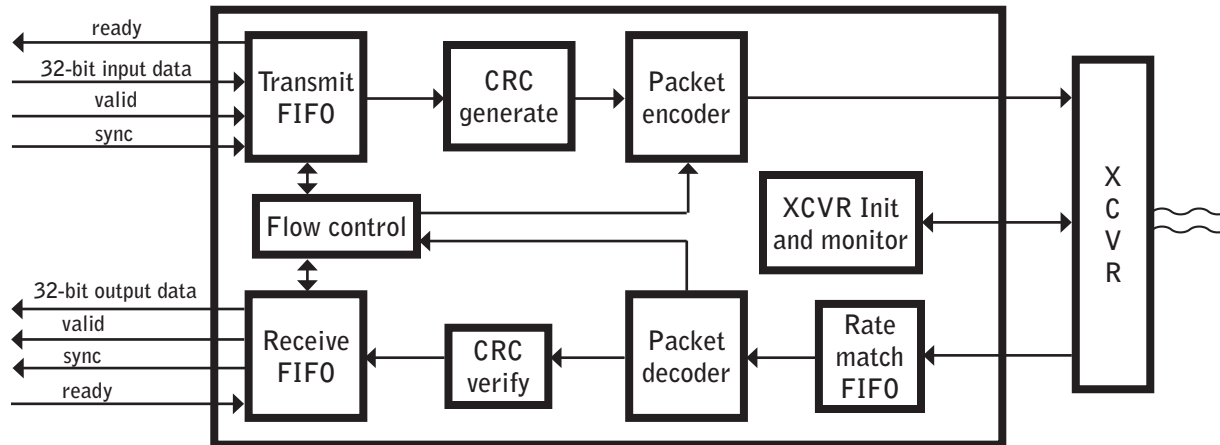 ready
32-bit input data
valid
sync
Transmit
FIFO
CRC
generate
Packet
encoder
Flow control
XCVR Init
and monitor
X
C
V
R
32-bit output data
valid
sync
ready
Receive
FIFO
CRC
verify
Packet
decoder
Rate
match
FIFO